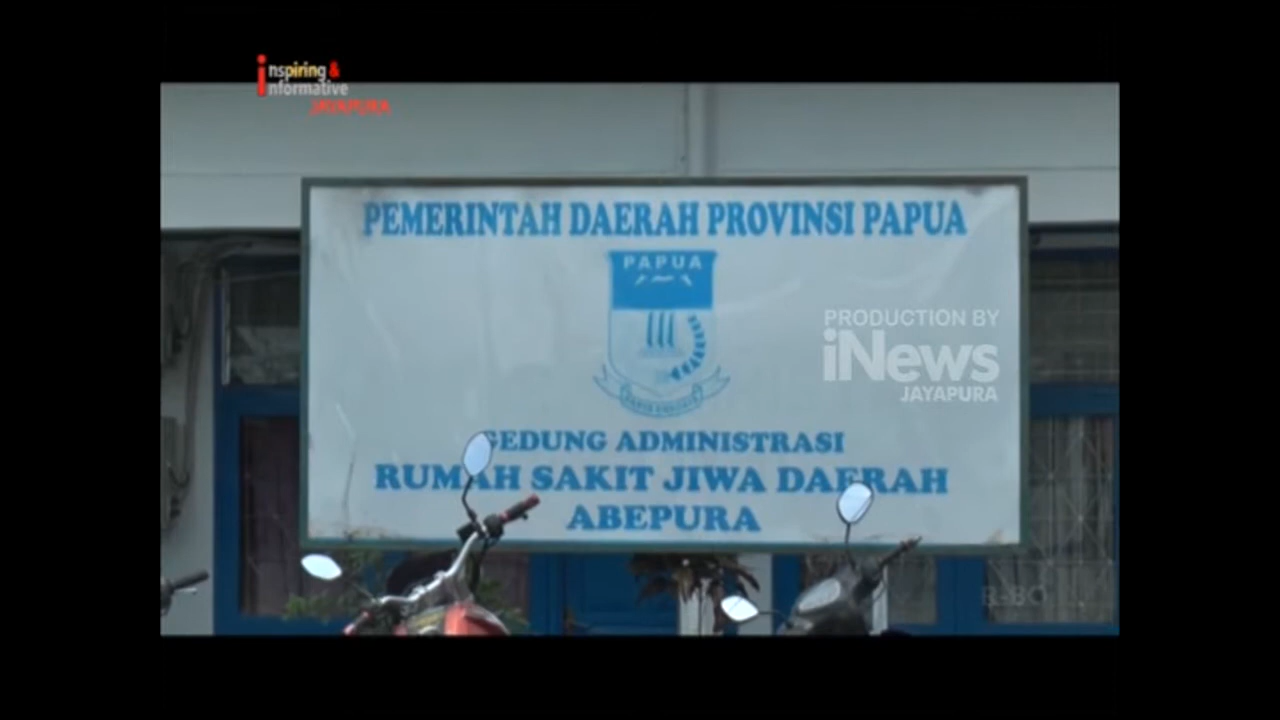 inspiring &
informative
JAYAPURA
PEMERINTAH DAERAH PROVINSI PAPUA
PAPUA
PRODUCTION BY
iNews
JAYAPURA
GEDUNG ADMINISTRASI
RUMAH SAKIT JIWA DAERAH
ABEPURA